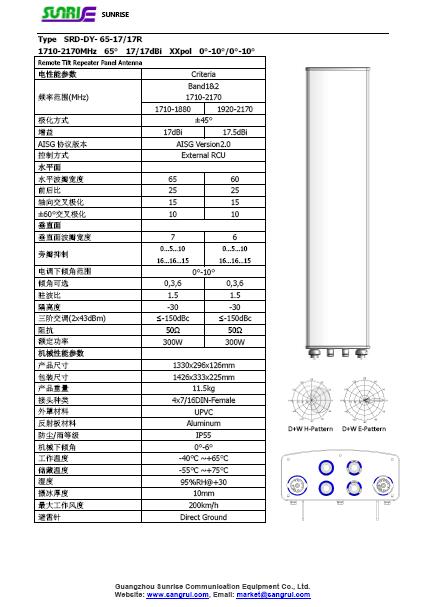 SUNRISE SUNRISE
Type SRD-DY- 65-17/17R
1710-2170MHz 65° 17/17dBi XXpol 0°-10°/0°-10°
Remote Tilt Repeater Panel Antenna
电性能参数 Criteria
频率范围(MHz) Band1&2
1710-2170
1710-1880 1920-2170
极化方式 ±45°
增益 17dBi 17.5dBi
AISG 协议版本 AISG Version2.0
控制方式 External RCU
水平面
水平波瓣宽度 65 60
前后比 25 25
轴向交叉极化 15 15
±60°交叉极化 10 10
垂直面
垂直面波瓣宽度 7 6
旁瓣抑制 0...5...10 0...5...10
16...16...15 16...16...15
电调下倾角范围 0°-10°
倾角可选 0,3,6 0,3,6
驻波比 1.5 1.5
隔离度 -30 -30
三阶交调(2x43dBm) ≤-150dBc ≤-150dBc
阻抗 50Ω 50Ω
额定功率 300W 300W
机械性能参数
产品尺寸 1330x296x126mm
包装尺寸 1426x333x225mm
产品重量 11.5kg
接头种类 4x7/16DIN-Female
外罩材料 UPVC
反射板材料 Aluminum
防尘/雨等级 IP55
机械下倾角 0°-6°
工作温度 -40°C ~+65°C
储藏温度 -55°C ~+75°C
湿度 95%RH@+30
搪冰厚度 10mm
最大工作风度 200km/h
避雷针 Direct Ground
D+W H-Pattern D+W E-Pattern
Guangzhou Sunrise Communication Equipment Co., Ltd.
Website: www.sangrui.com, Email: market@sangrui.com